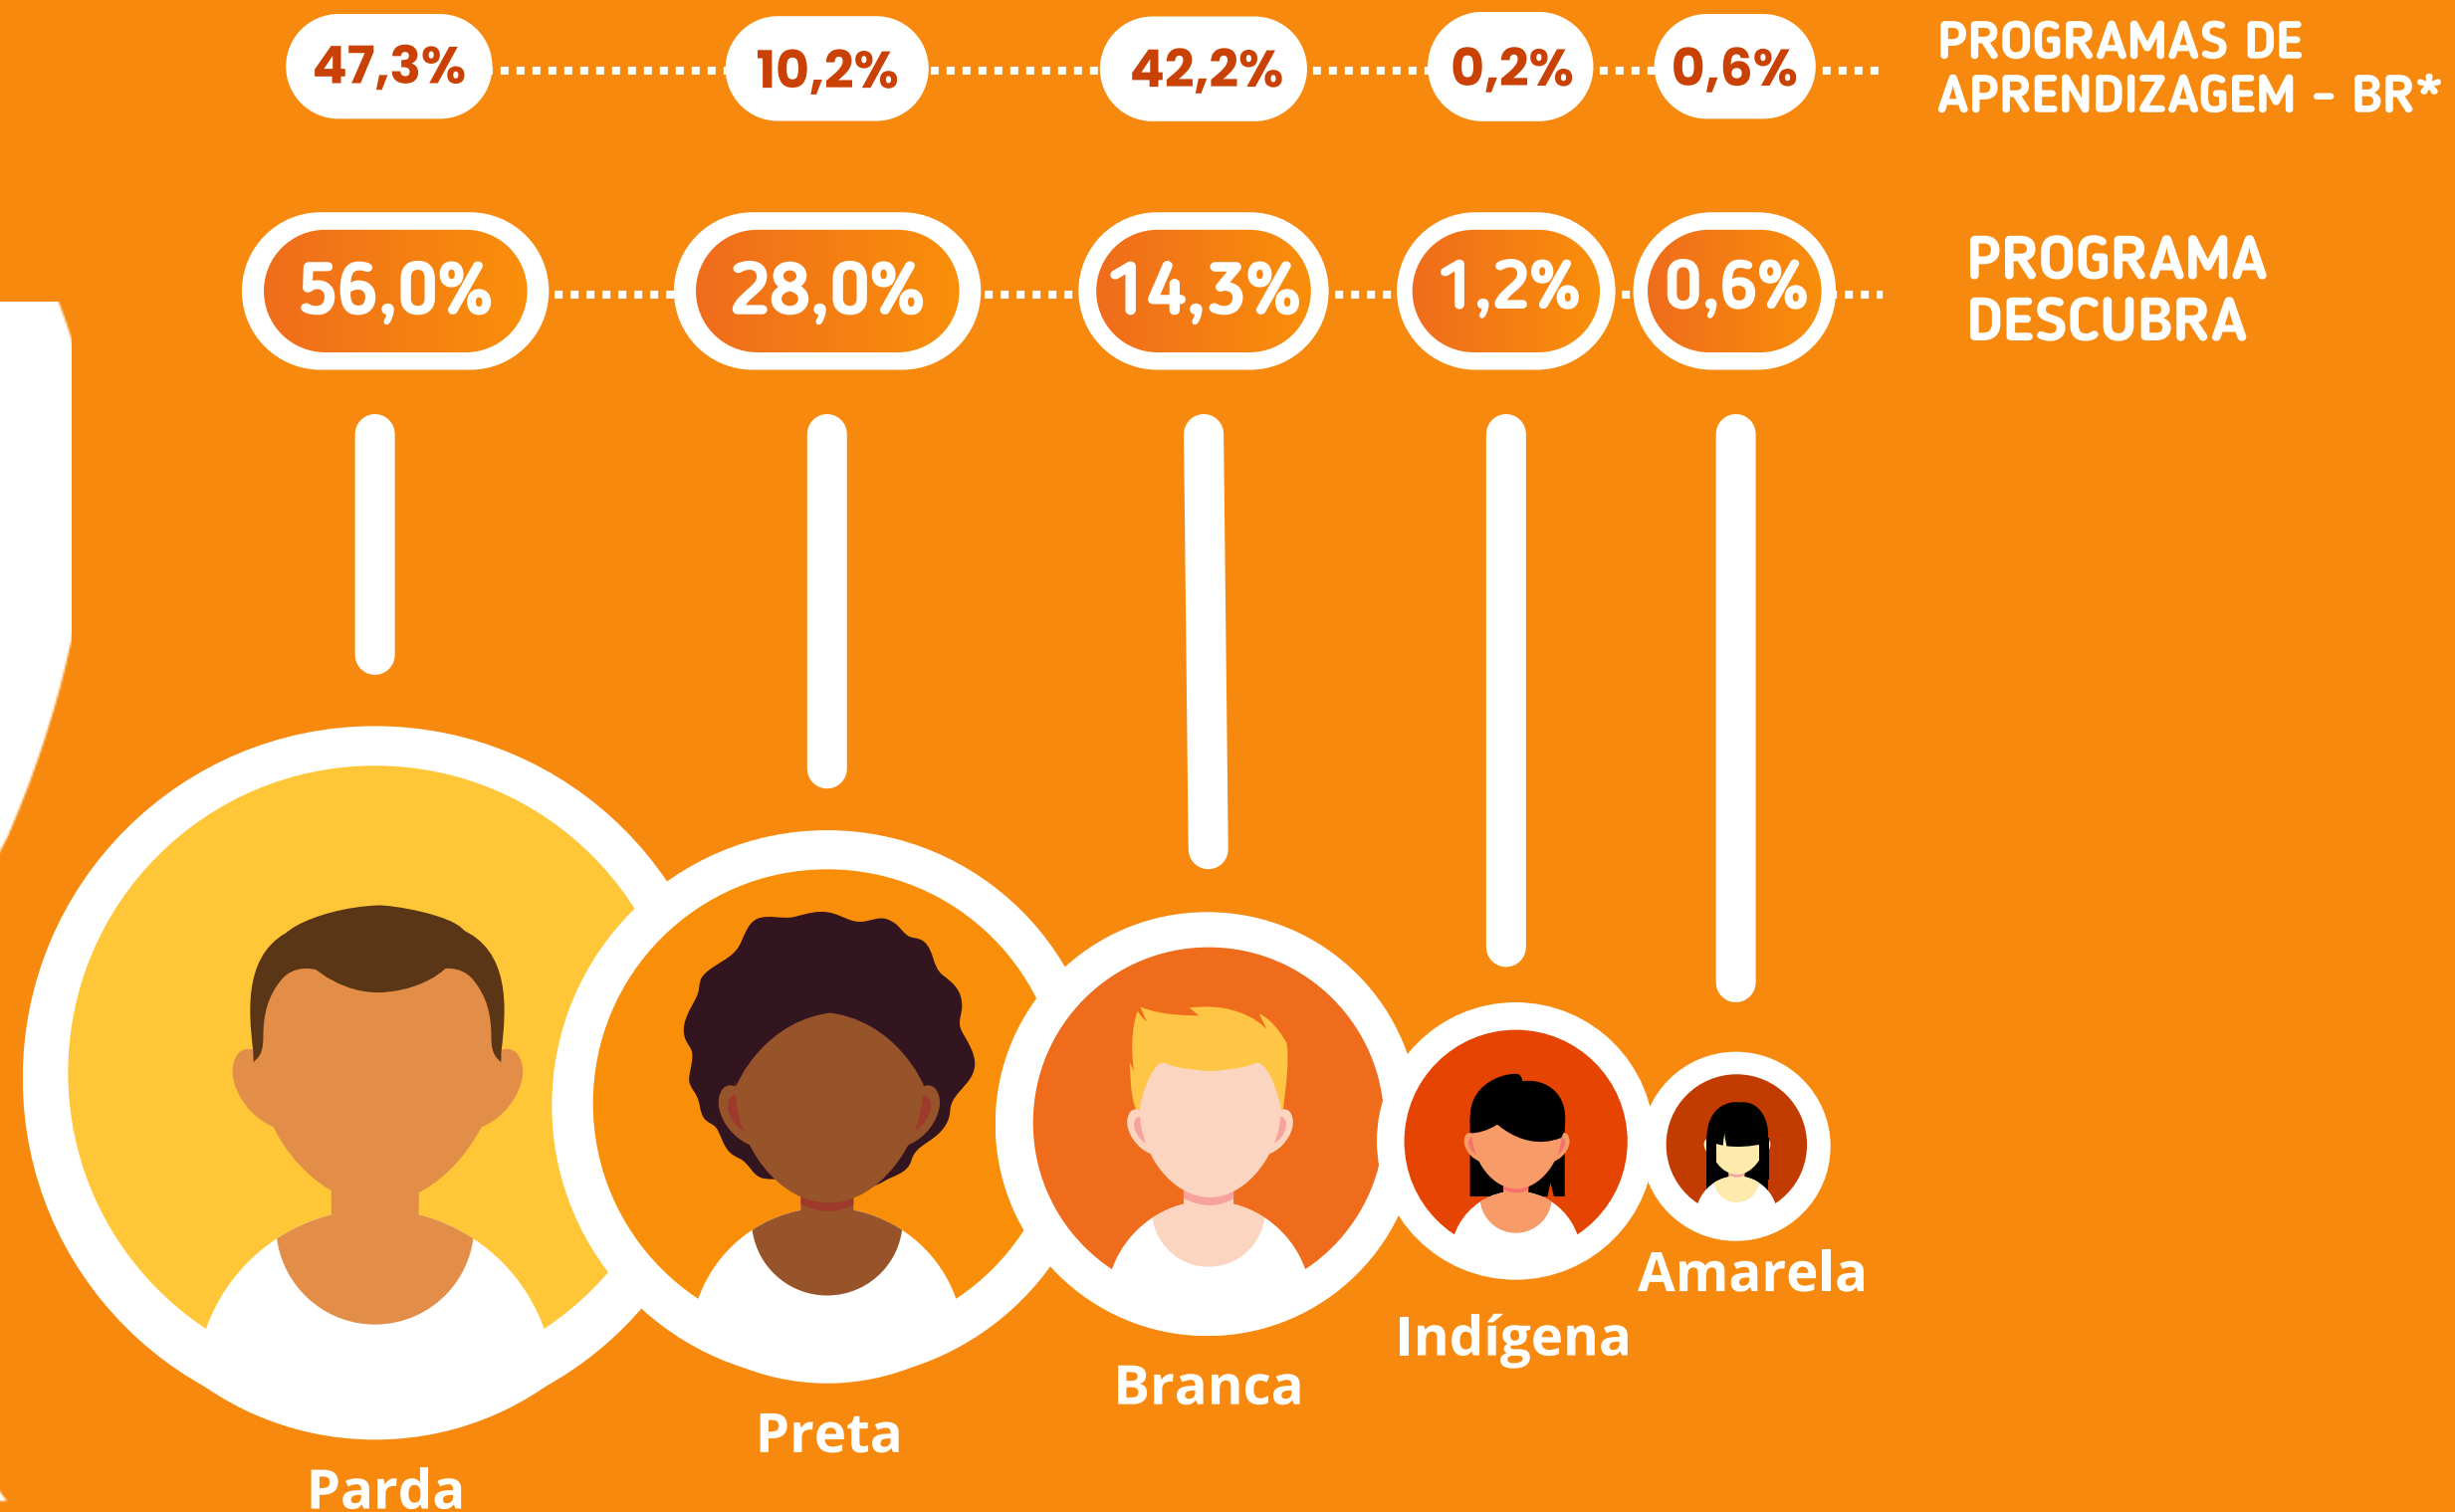 47,3% 10,2% 42,2% 0,2% 0,6% PROGRAMAS DE
APRENDIZAGEM - BR*
56,0% 28,0% 14,3% 1,2% 0,6% PROGRAMA
DESCUBRA
Amarela
Indígena
Branca
Preta
Parda